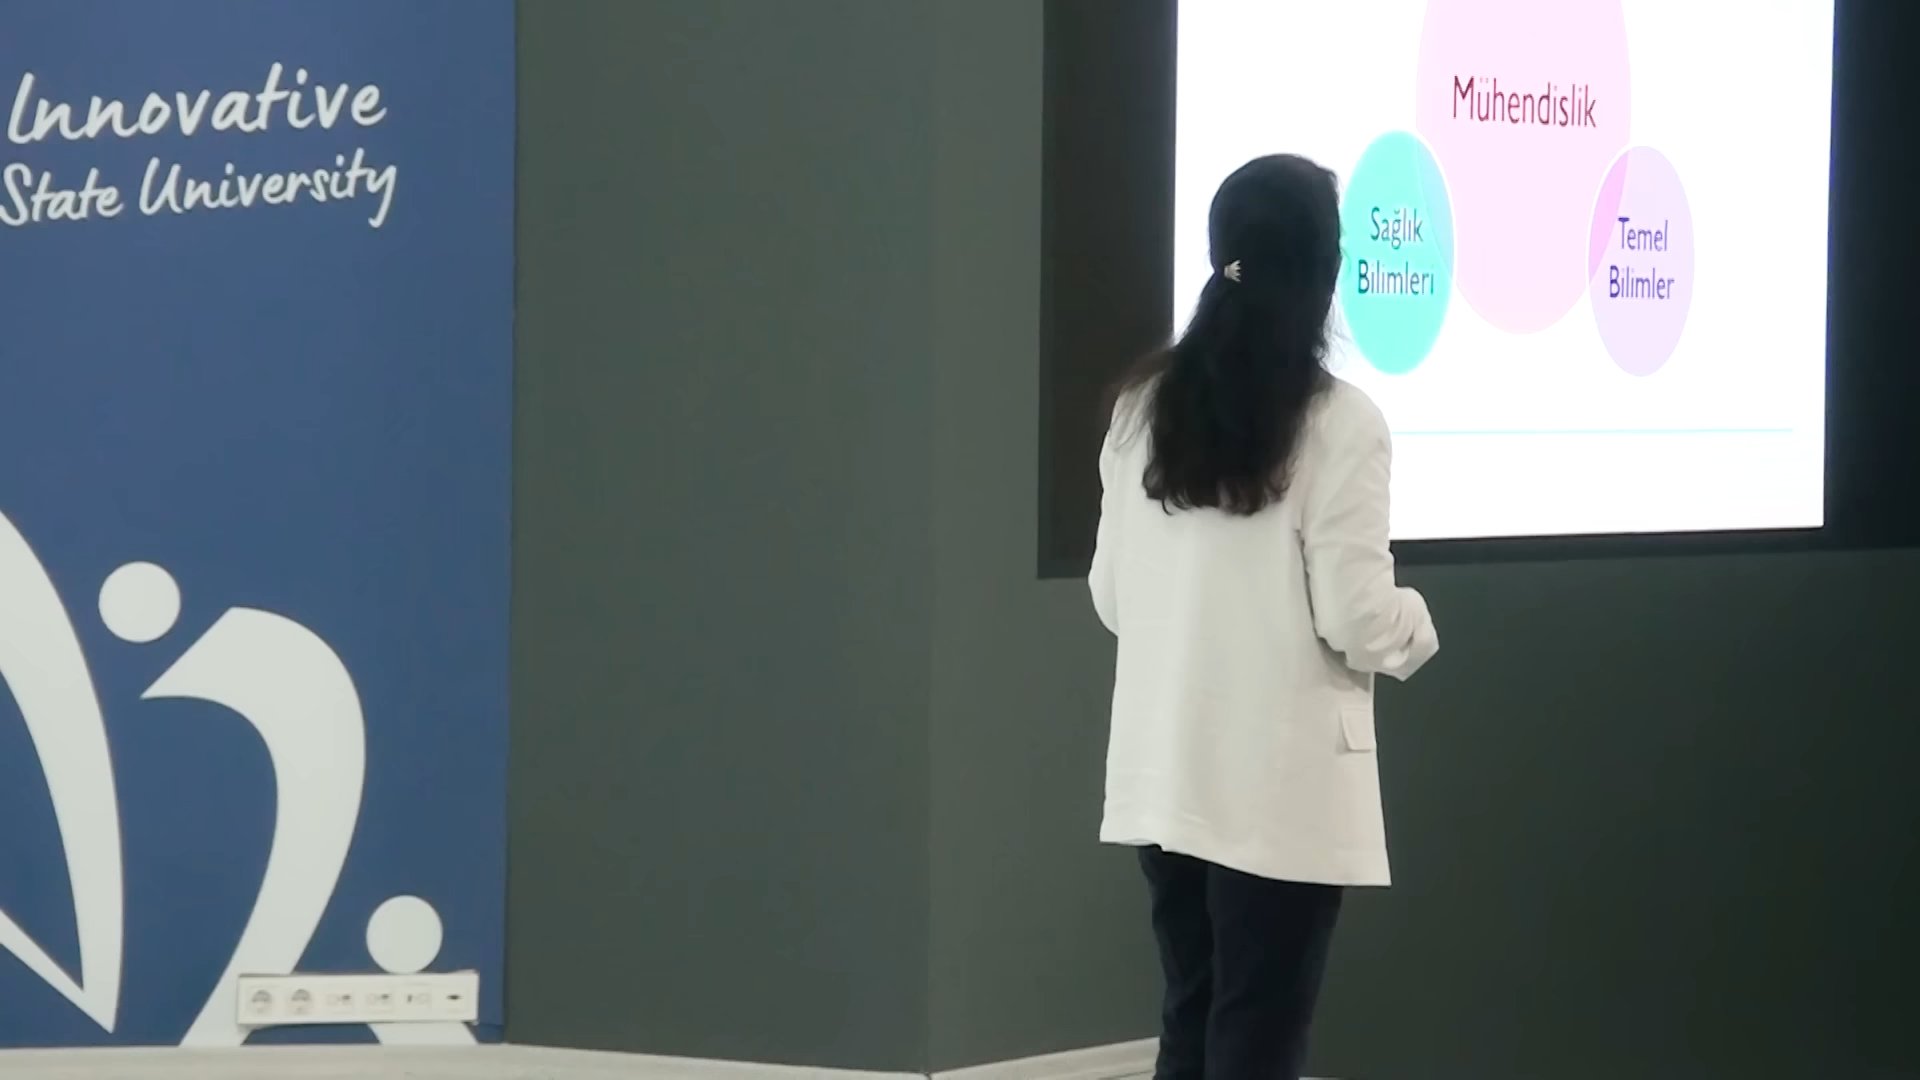 Innovative
State University
Mühendislik
Sağlık
Bilimleri
Temel
Bilimler